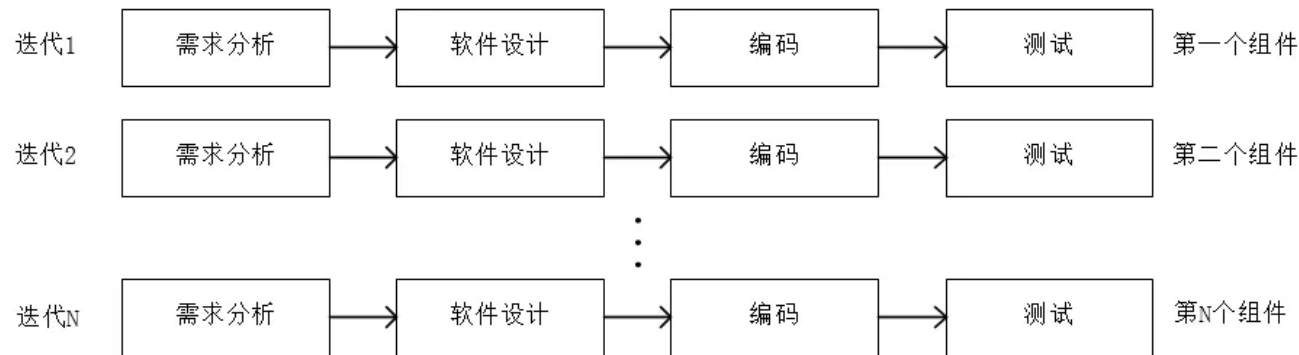 迭代1 需求分析 软件设计 编码 测试 第一个组件
迭代2 需求分析 软件设计 编码 测试 第二个组件
迭代N 需求分析 软件设计 编码 测试 第N个组件